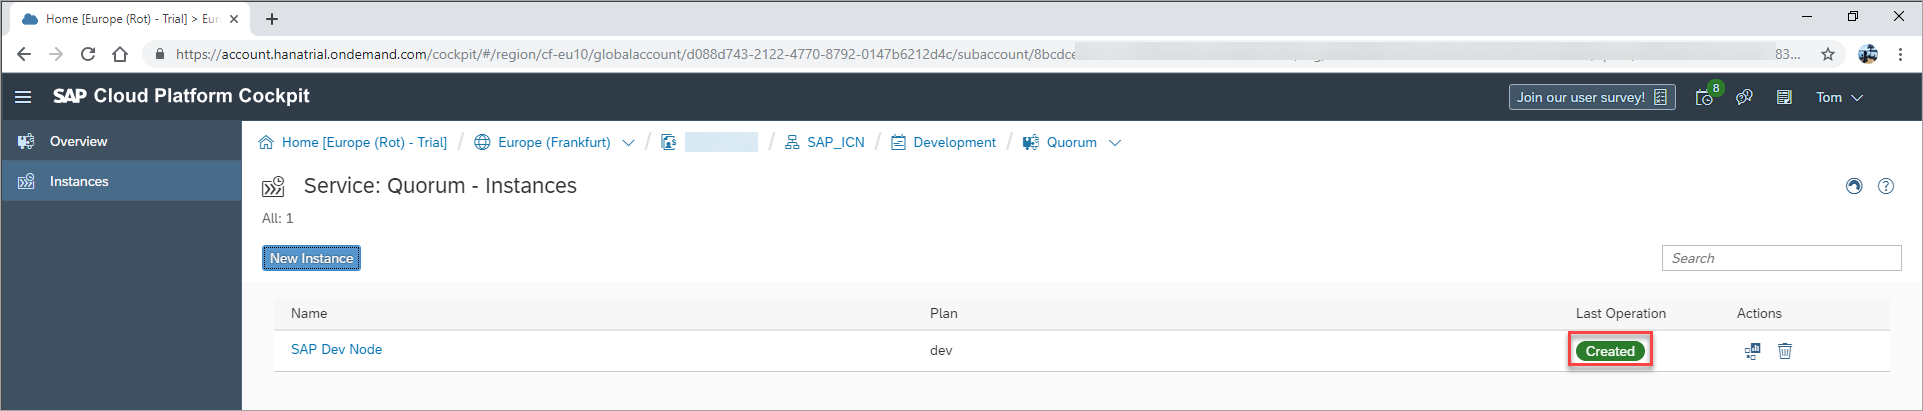 Home [Europe (Rot) - Trial] > Eur
https://account.hanatrial.ondemand.com/cockpit/#/region/cf-eu10/globalaccount/d088d743-2122-4770-8792-0147b6212d4c/subaccount/8bcdce 83...
SAP Cloud Platform Cockpit
Join our user survey!
8
Tom
Overview
Home [Europe (Rot) - Trial] / Europe (Frankfurt) / / SAP_ICN / Development / Quorum
Instances
Service: Quorum - Instances
All: 1
New Instance
Search
Name Plan Last Operation Actions
SAP Dev Node dev Created